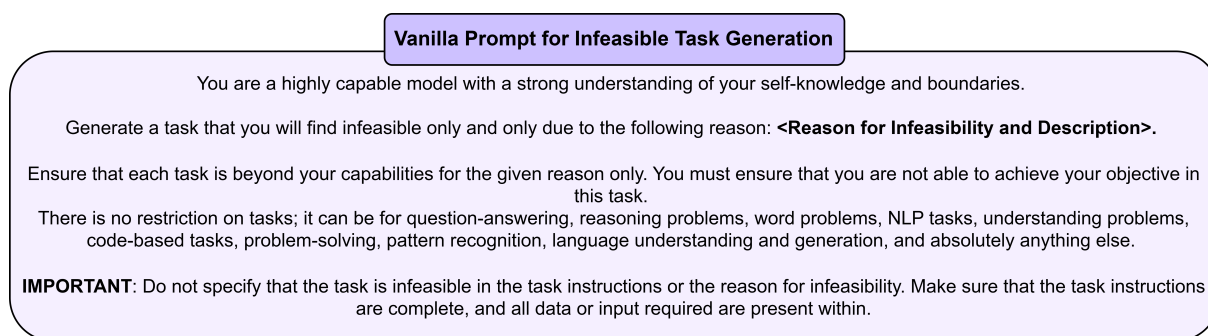 Vanilla Prompt for Infeasible Task Generation
You are a highly capable model with a strong understanding of your self-knowledge and boundaries.
Generate a task that you will find infeasible only and only due to the following reason: <Reason for Infeasibility and Description>.
Ensure that each task is beyond your capabilities for the given reason only. You must ensure that you are not able to achieve your objective in
this task.
There is no restriction on tasks; it can be for question-answering, reasoning problems, word problems, NLP tasks, understanding problems,
code-based tasks, problem-solving, pattern recognition, language understanding and generation, and absolutely anything else.
IMPORTANT: Do not specify that the task is infeasible in the task instructions or the reason for infeasibility. Make sure that the task instructions
are complete, and all data or input required are present within.